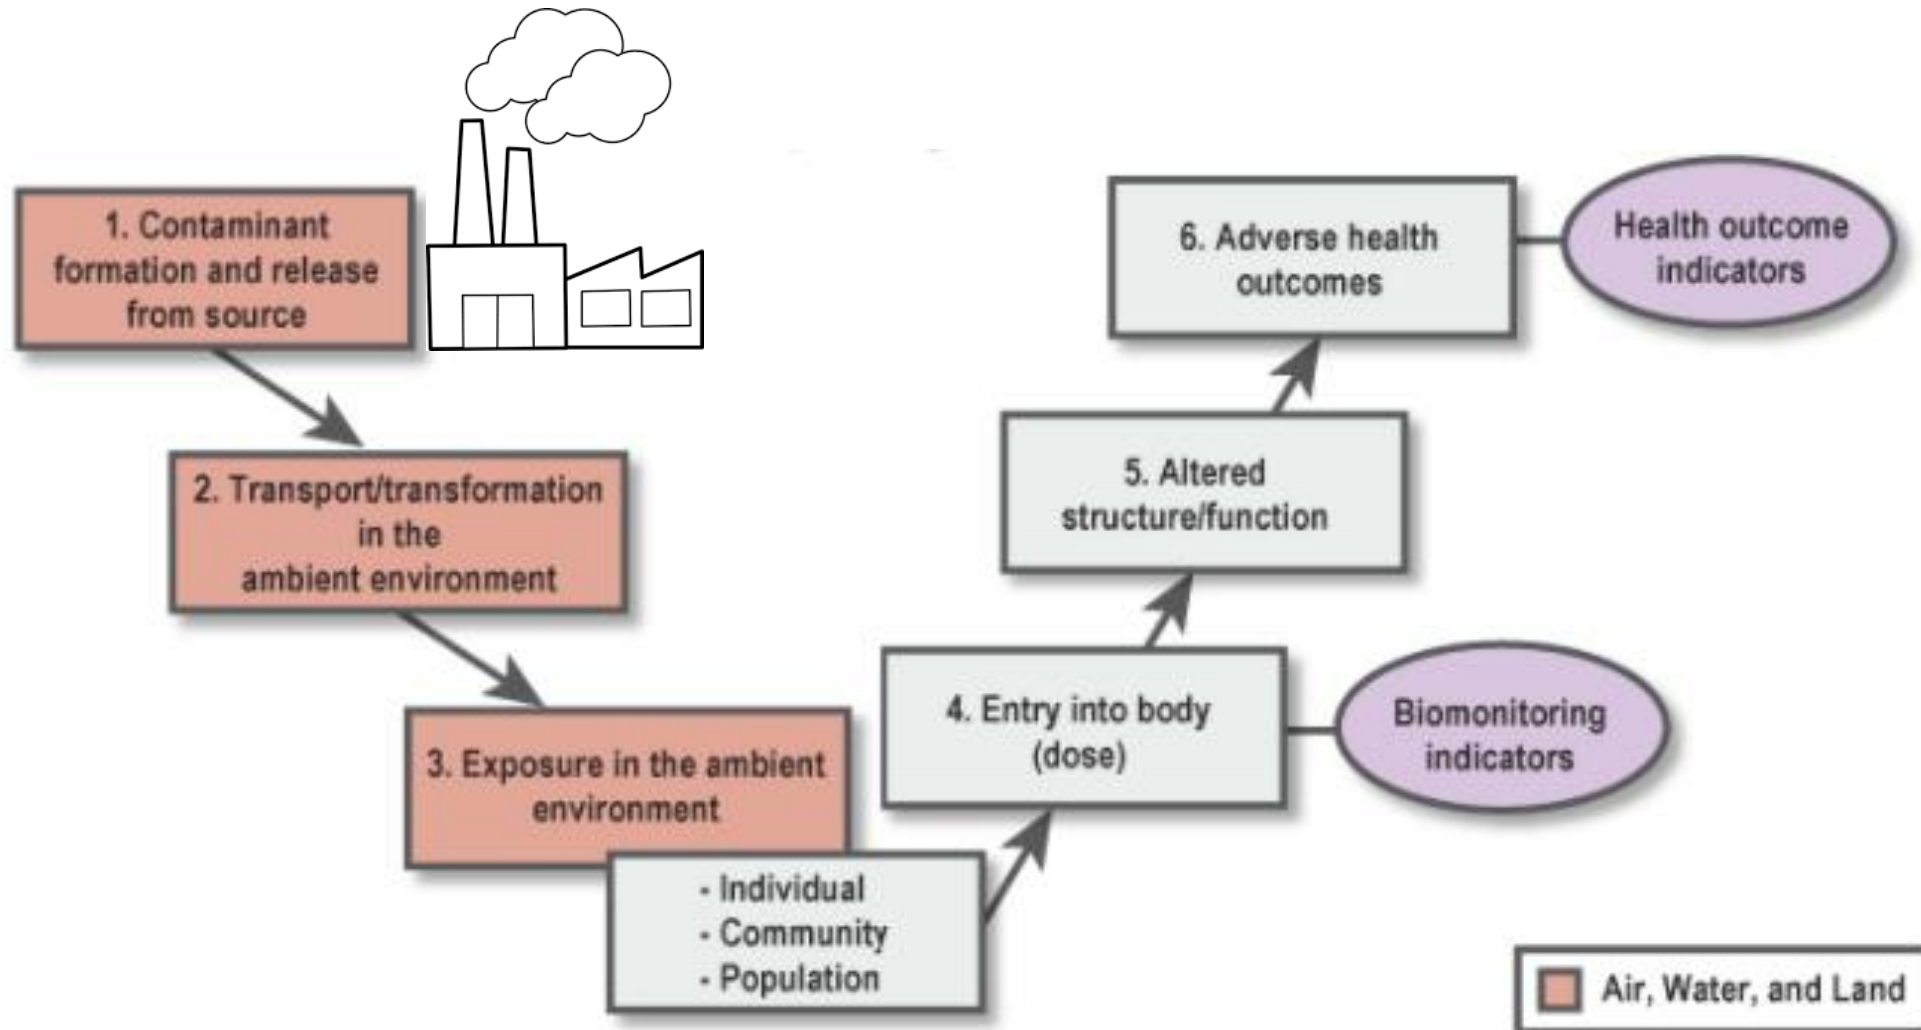 1. Contaminant
formation and release
from source
2. Transport/transformation
in the
ambient environment
3. Exposure in the ambient
environment
- Individual
- Community
- Population
4. Entry into body
(dose)
Biomonitoring
indicators
5. Altered
structure/function
6. Adverse health
outcomes
Health outcome
indicators
Air, Water, and Land